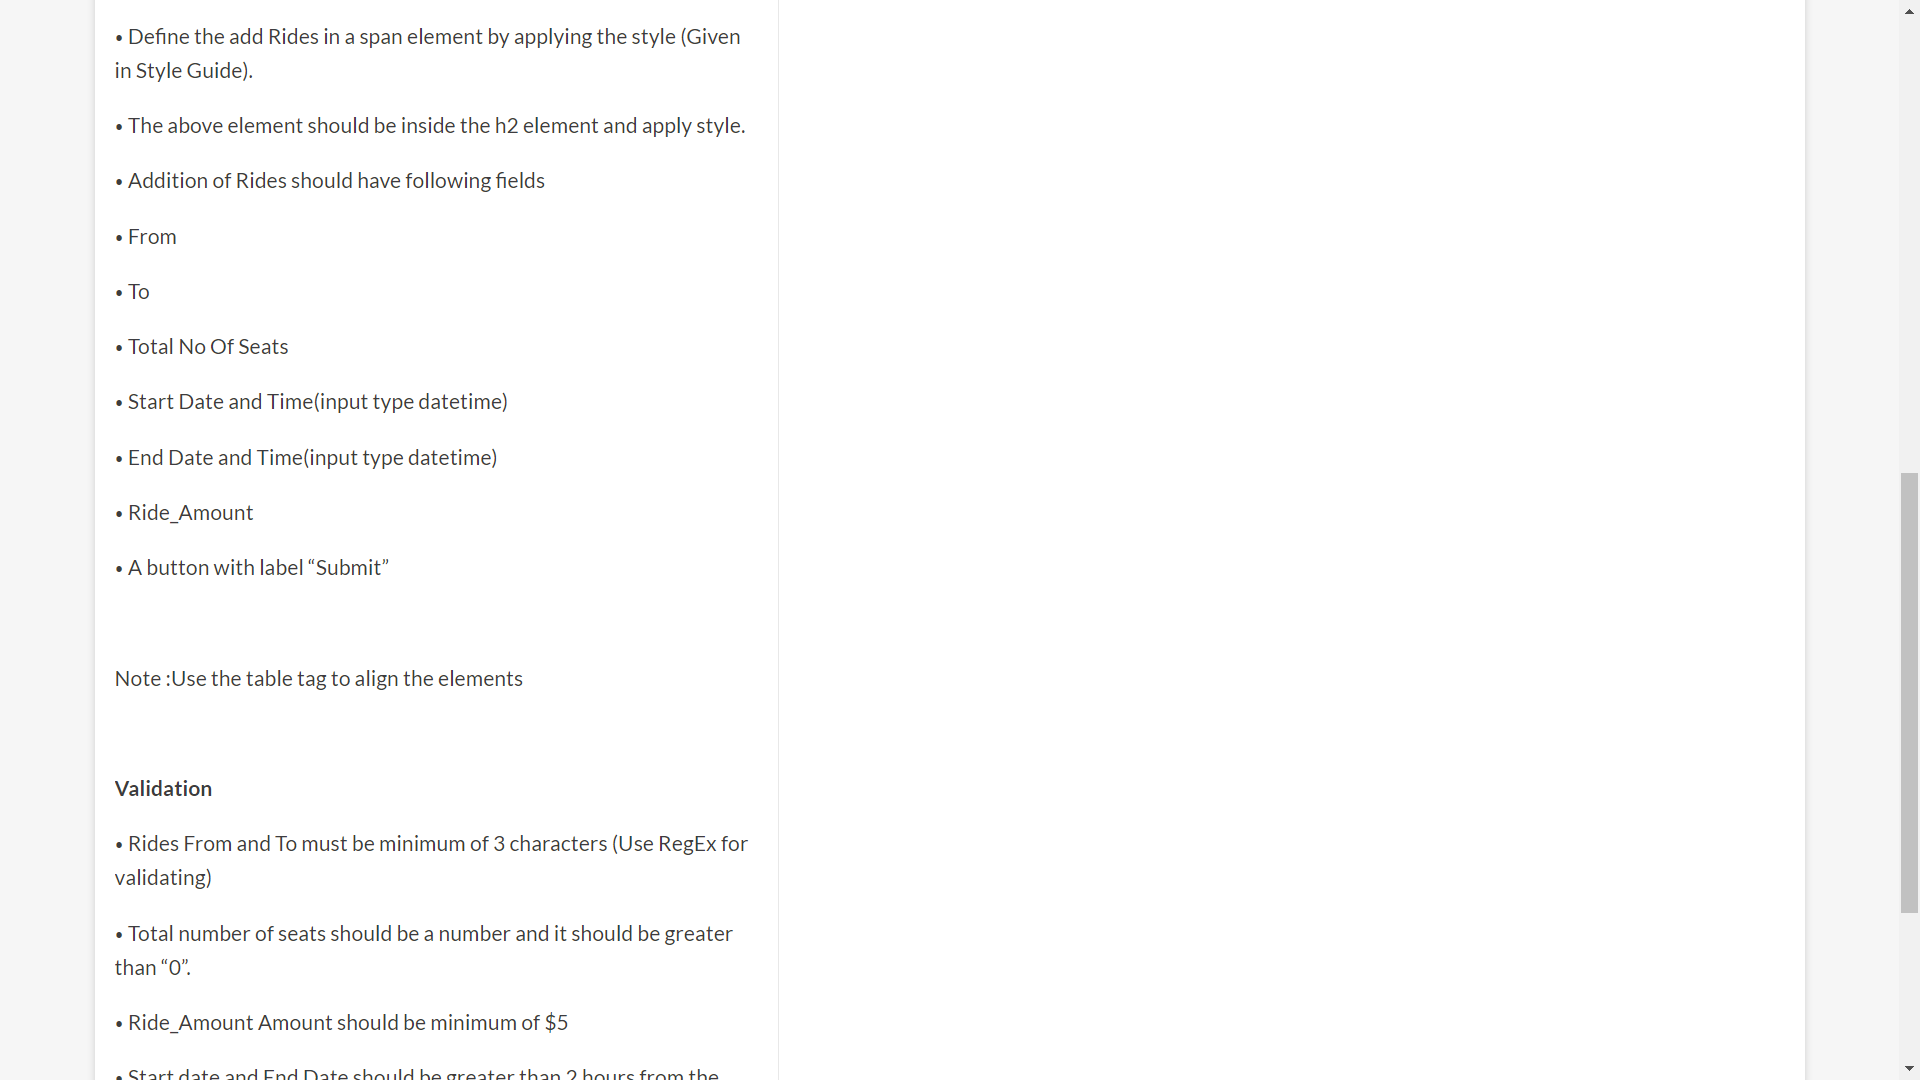 • Define the add Rides in a span element by applying the style (Given
in Style Guide).
• The above element should be inside the h2 element and apply style.
• Addition of Rides should have following fields
• From
• To
• Total No Of Seats
• Start Date and Time(input type datetime)
• End Date and Time(input type datetime)
• Ride_Amount
• A button with label “Submit”
Note :Use the table tag to align the elements
Validation
• Rides From and To must be minimum of 3 characters (Use RegEx for
validating)
• Total number of seats should be a number and it should be greater
than “0”.
• Ride_Amount Amount should be minimum of $5
• Start date and End Date should be greater than 2 hours from the